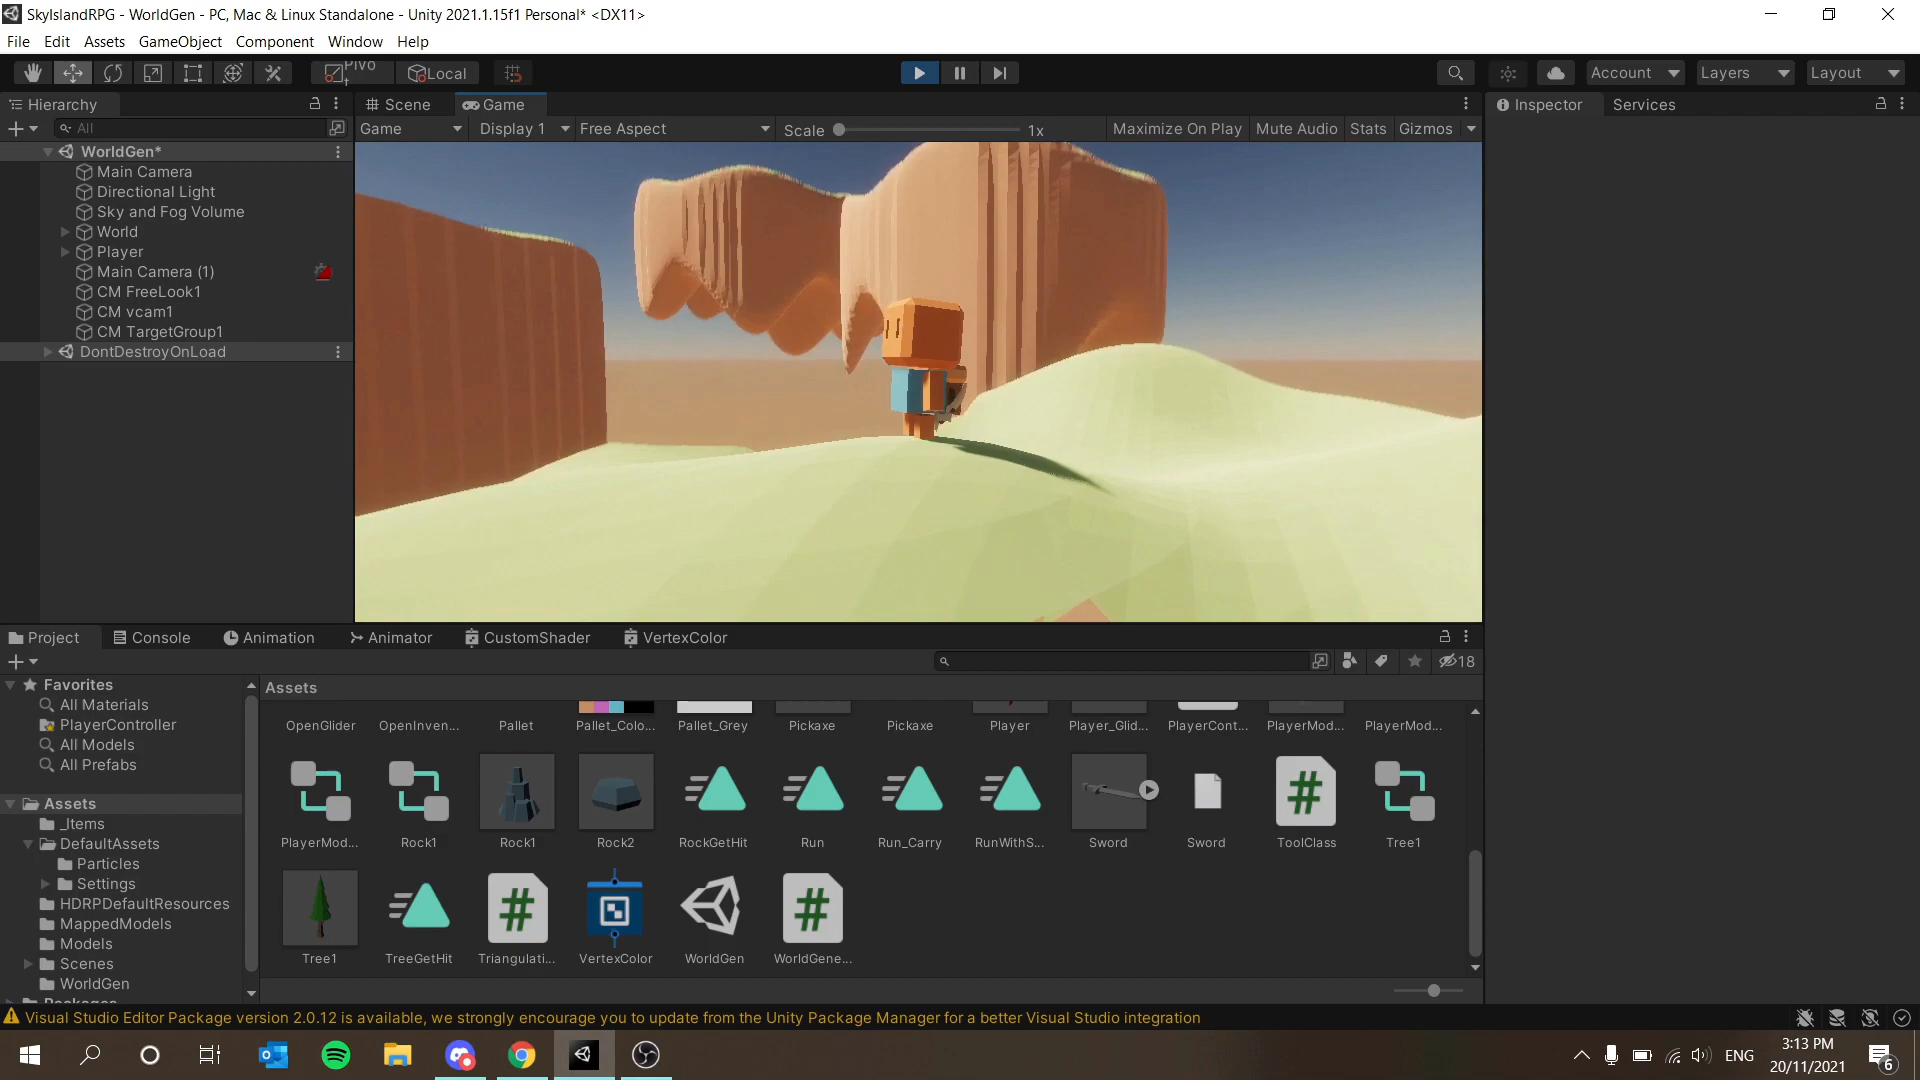 SkyIslandRPG - WorldGen - PC, Mac & Linux Standalone - Unity 2021.1.15f1 Personal* <DX11>
File Edit Assets GameObject Component Window Help
Pivot Local Account Layers Layout
Hierarchy
All
WorldGen*
Main Camera
Directional Light
Sky and Fog Volume
World
Player
Main Camera (1)
CM FreeLook1
CM vcam1
CM TargetGroup1
DontDestroyOnLoad
Scene Game
Game Display 1 Free Aspect Scale 1x Maximize On Play Mute Audio Stats Gizmos
Inspector Services
Project Console Animation Animator CustomShader VertexColor
18
Favorites
All Materials
PlayerController
All Models
All Prefabs
Assets
_Items
DefaultAssets
Particles
Settings
HDRPDefaultResources
MappedModels
Models
Scenes
WorldGen
Packages
Assets
OpenGlider OpenInven... Pallet Pallet_Colo... Pallet_Grey Pickaxe Pickaxe Player Player_Glid... PlayerCont... PlayerMod... PlayerMod...
PlayerMod... Rock1 Rock1 Rock2 RockGetHit Run Run_Carry RunWithS... Sword Sword ToolClass Tree1
Tree1 TreeGetHit Triangulati... VertexColor WorldGen WorldGene...
Visual Studio Editor Package version 2.0.12 is available, we strongly encourage you to update from the Unity Package Manager for a better Visual Studio integration
ENG
3:13 PM
20/11/2021
6